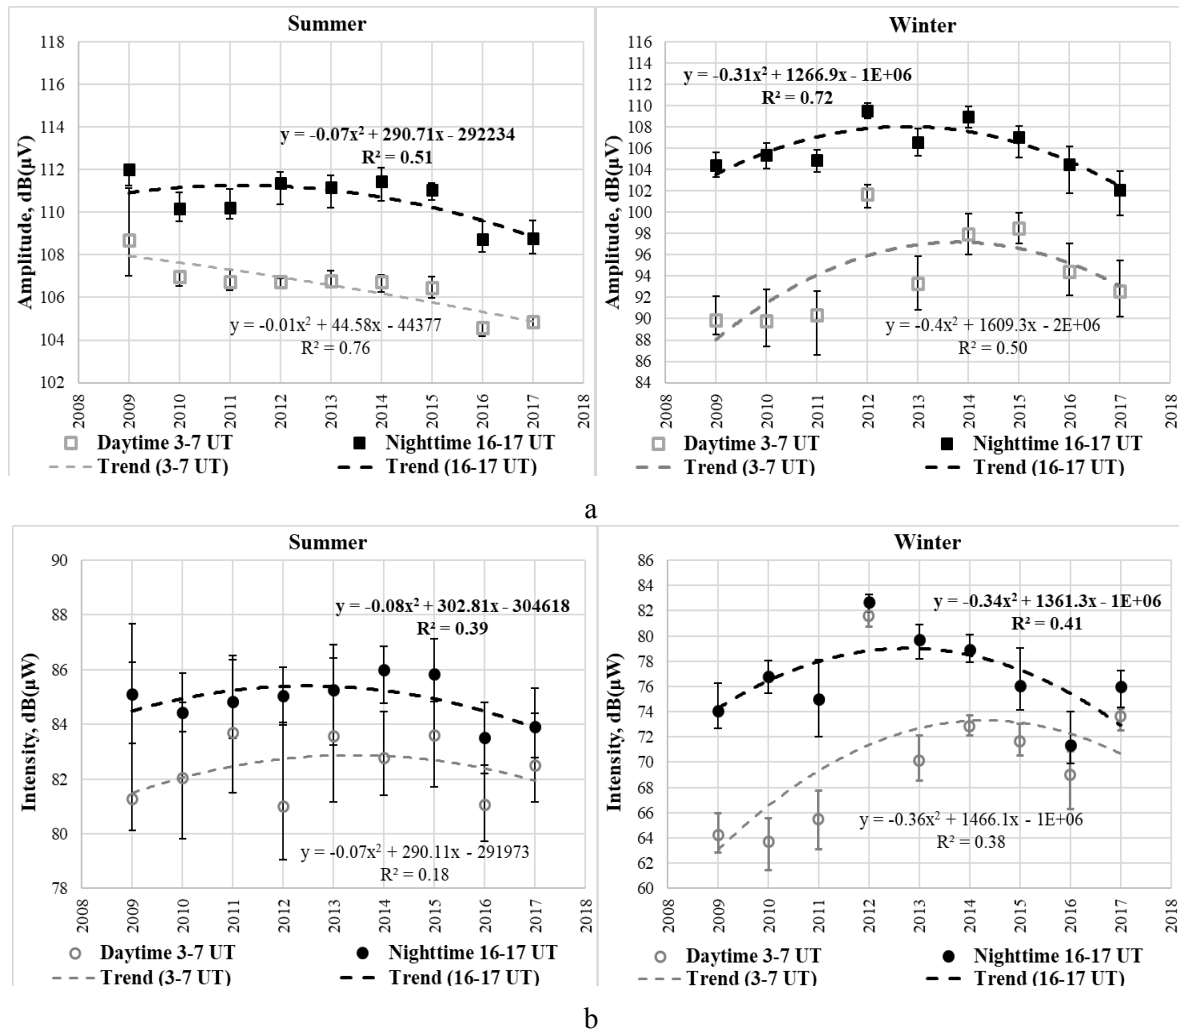 Summer
Amplitude, dB(µV)
118
116
114
112
110
108
106
104
102
y = -0.07x² + 290.71x - 292234
R² = 0.51
y = -0.01x² + 44.58x - 44377
R² = 0.76
2008
2009
2010
2011
2012
2013
2014
2015
2016
2017
2018
Daytime 3-7 UT
Nighttime 16-17 UT
Trend (3-7 UT)
Trend (16-17 UT)
Winter
Amplitude, dB(µV)
116
114
112
110
108
106
104
102
100
98
96
94
92
90
88
86
84
y = -0.31x² + 1266.9x - 1E+06
R² = 0.72
y = -0.4x² + 1609.3x - 2E+06
R² = 0.50
2008
2009
2010
2011
2012
2013
2014
2015
2016
2017
2018
Daytime 3-7 UT
Nighttime 16-17 UT
Trend (3-7 UT)
Trend (16-17 UT)
a
Summer
Intensity, dB(µW)
90
88
86
84
82
80
78
y = -0.08x² + 302.81x - 304618
R² = 0.39
y = -0.07x² + 290.11x - 291973
R² = 0.18
2008
2009
2010
2011
2012
2013
2014
2015
2016
2017
2018
Daytime 3-7 UT
Nighttime 16-17 UT
Trend (3-7 UT)
Trend (16-17 UT)
Winter
Intensity, dB(µW)
86
84
82
80
78
76
74
72
70
68
66
64
62
60
y = -0.34x² + 1361.3x - 1E+06
R² = 0.41
y = -0.36x² + 1466.1x - 1E+06
R² = 0.38
2008
2009
2010
2011
2012
2013
2014
2015
2016
2017
2018
Daytime 3-7 UT
Nighttime 16-17 UT
Trend (3-7 UT)
Trend (16-17 UT)
b